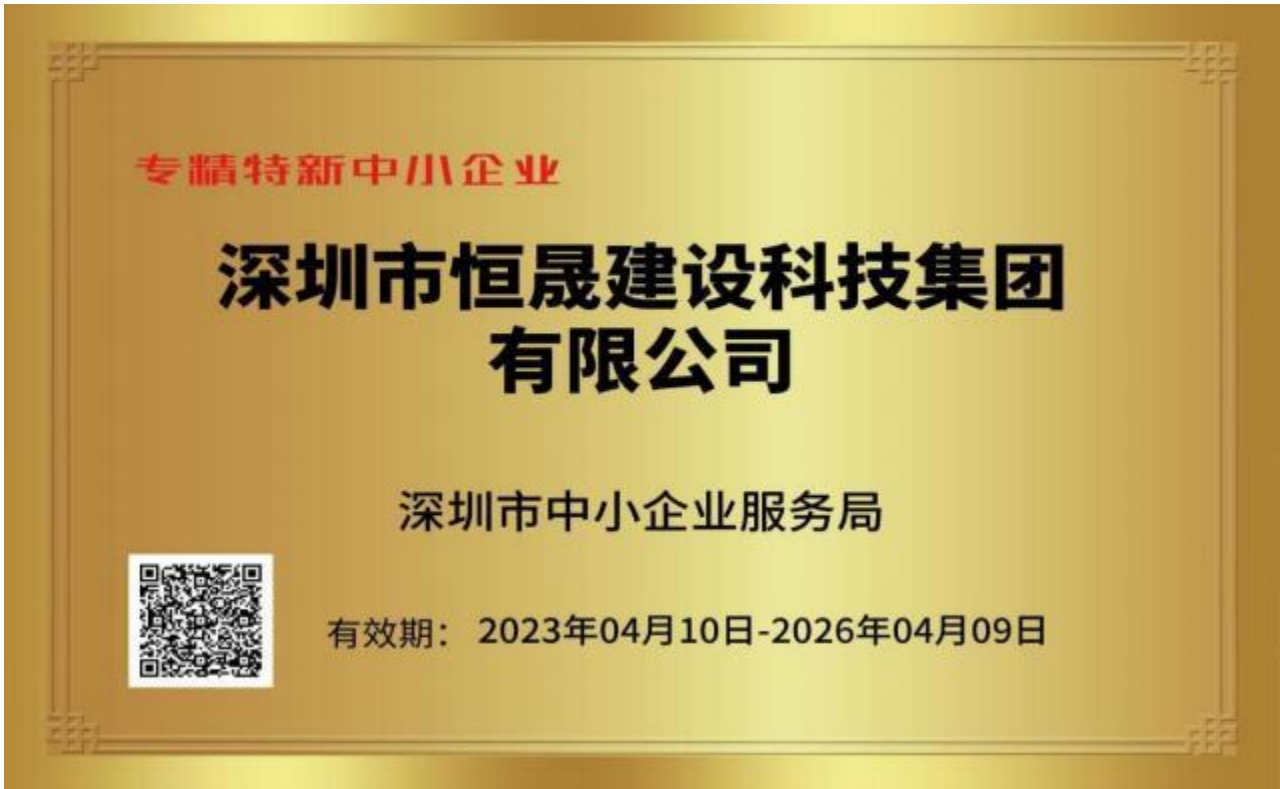 专精特新中小企业
深圳市恒晟建设科技集团
有限公司
深圳市中小企业服务局
有效期： 2023年04月10日-2026年04月09日